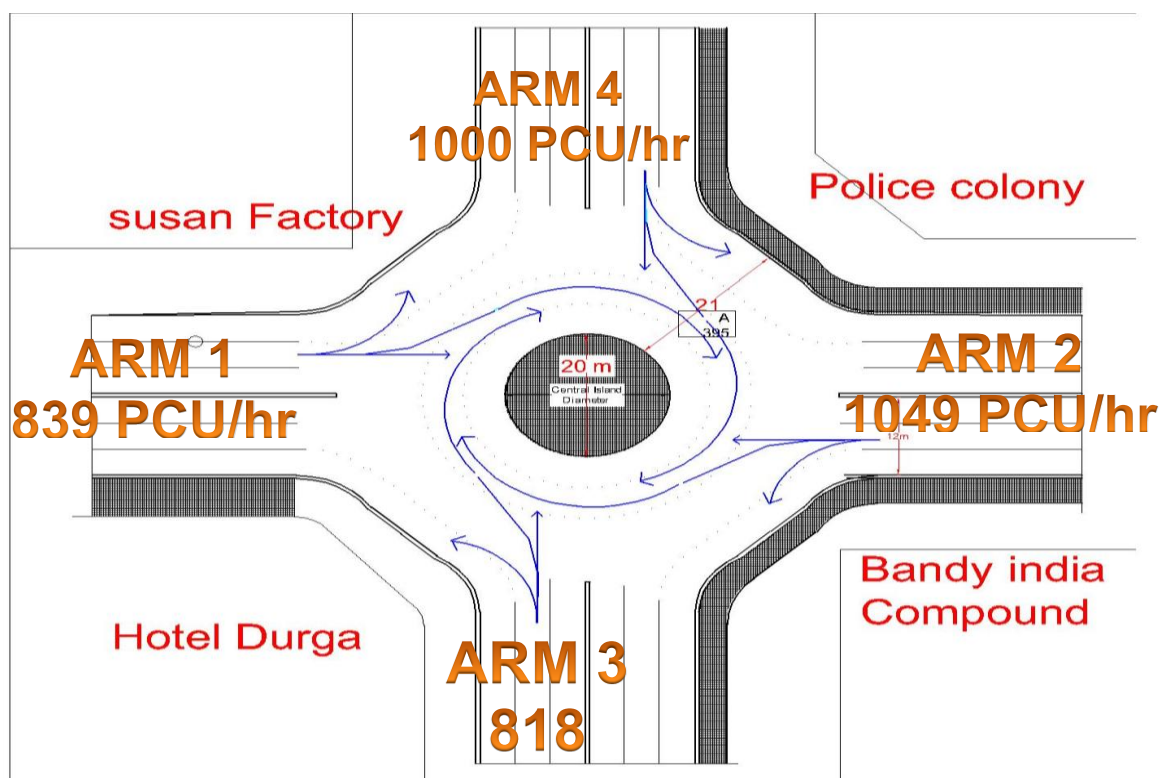 ARM 4
1000 PCU/hr
Police colony
susan Factory
21
A
395
ARM 1
839 PCU/hr
20 m
Central Island
Diameter
ARM 2
1049 PCU/hr
12m
Bandy india
Compound
Hotel Durga
ARM 3
818